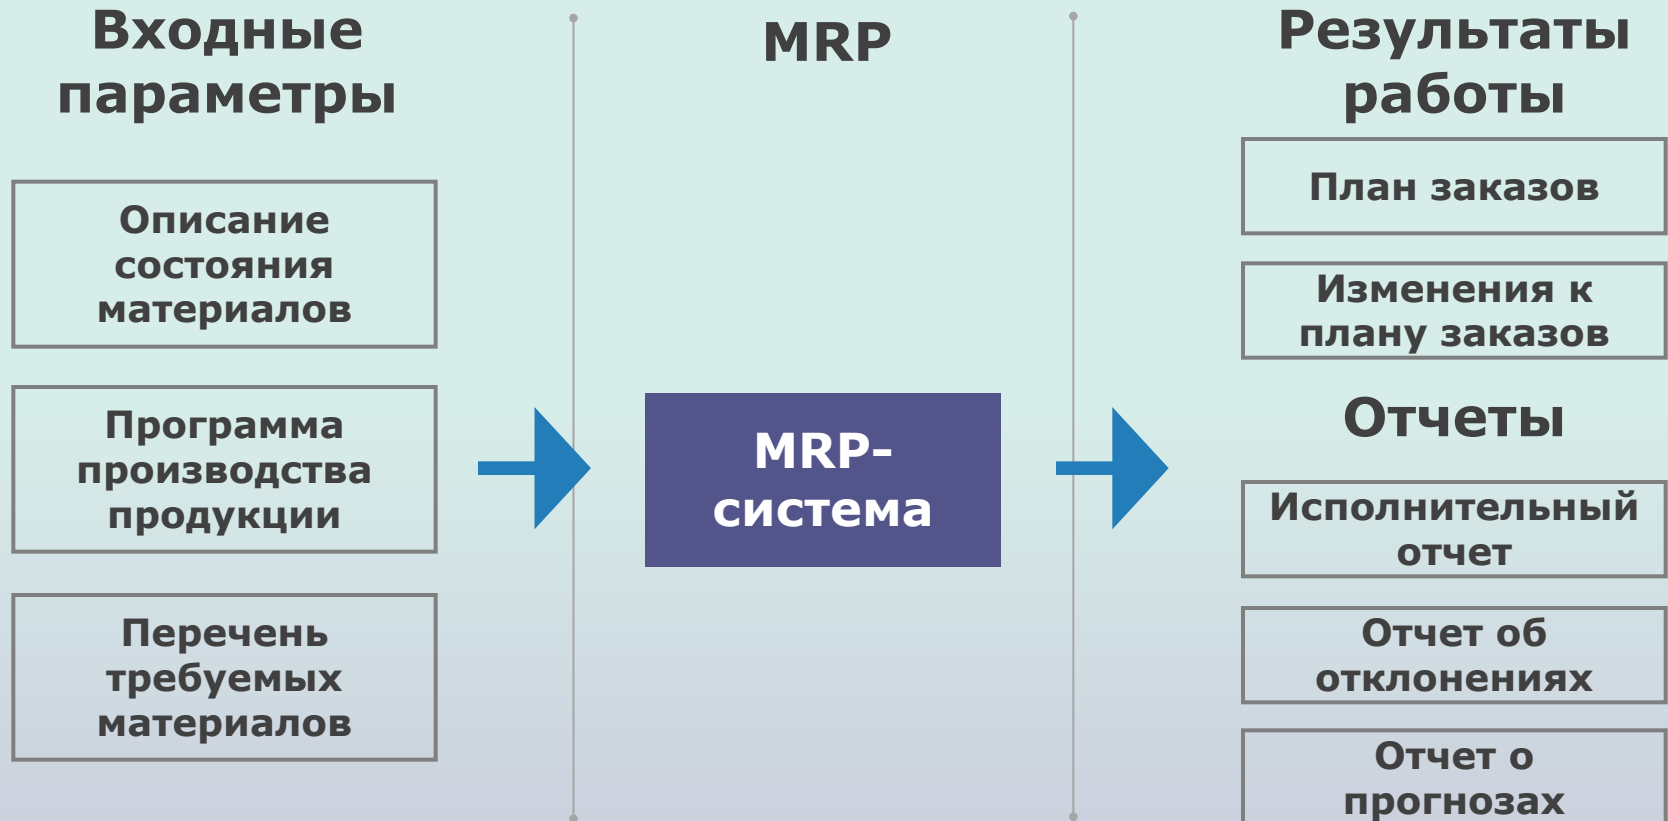 Входные
параметры
Описание
состояния
материалов
Программа
производства
продукции
Перечень
требуемых
материалов
MRP
MRP–
система
Результаты
работы
План заказов
Изменения к
плану заказов
Отчеты
Исполнительный
отчет
Отчет об
отклонениях
Отчет о
прогнозах